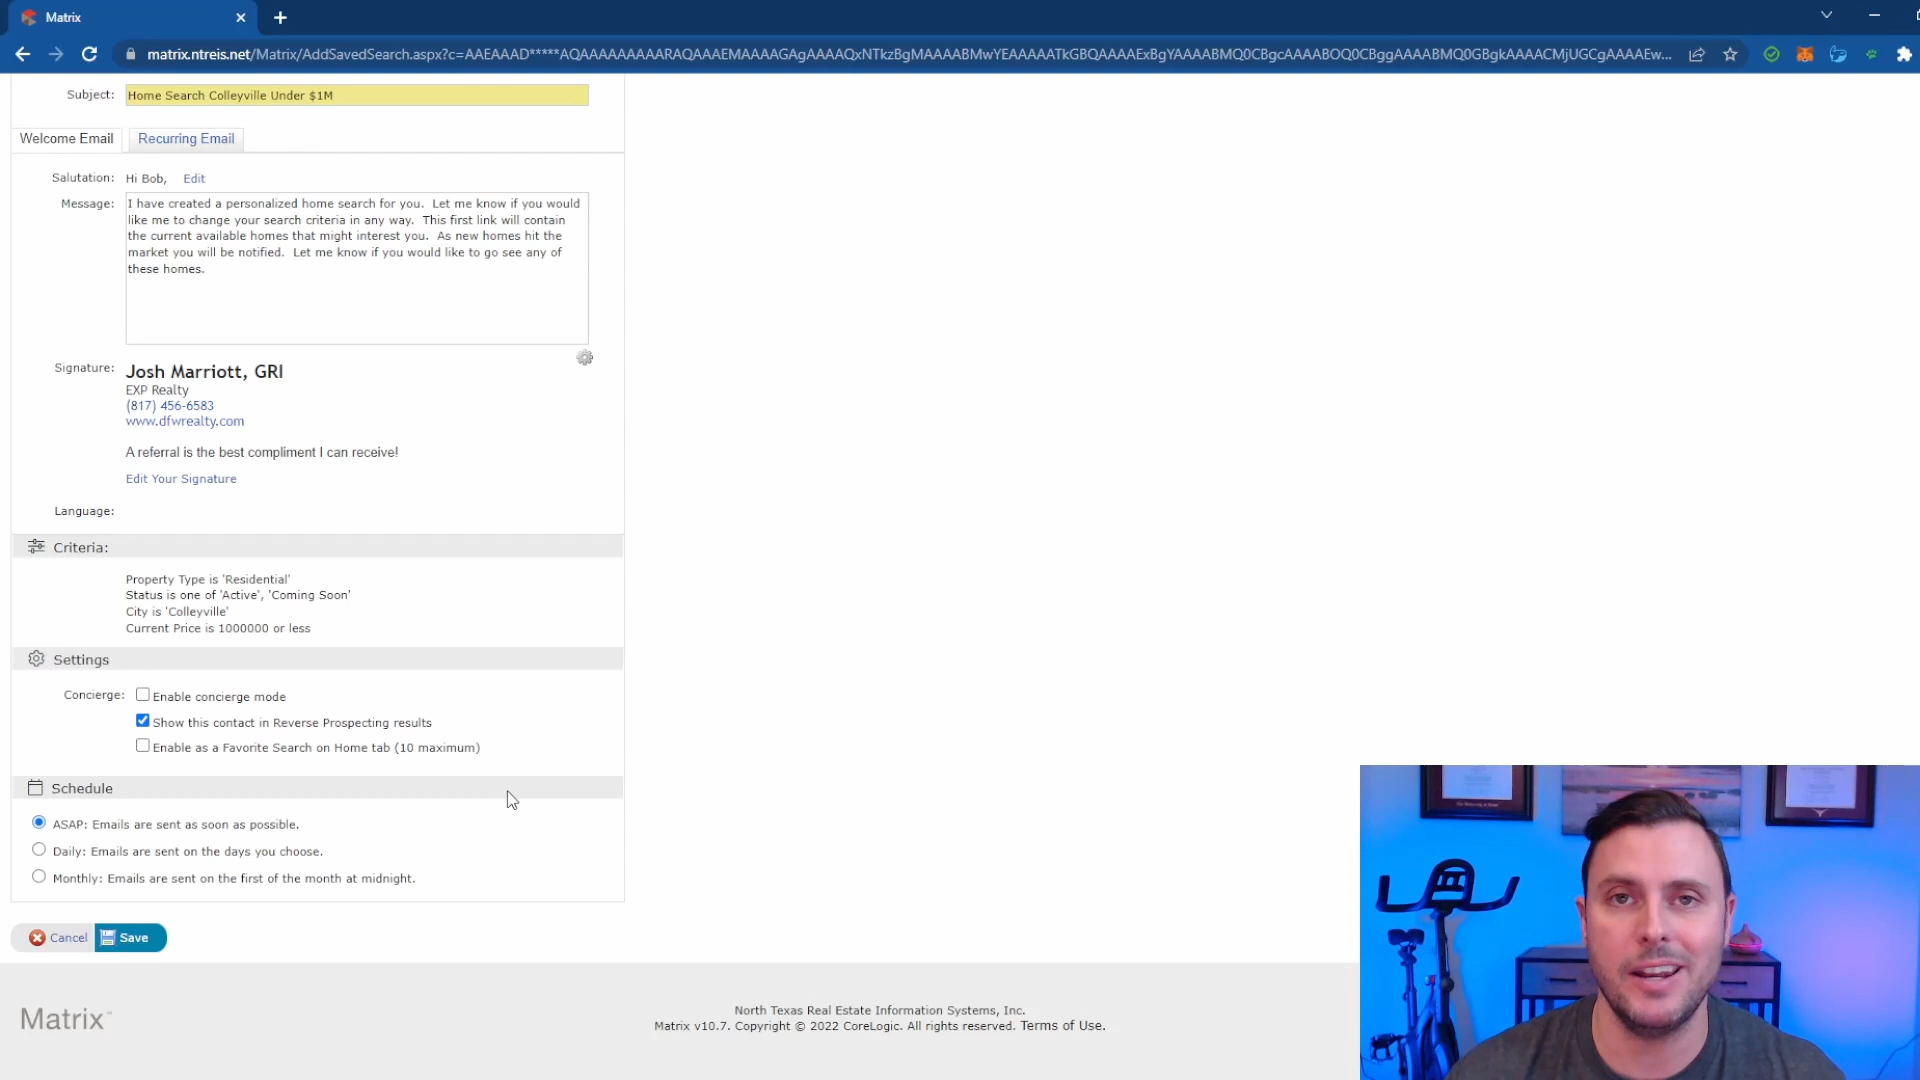 Matrix
matrix.ntreis.net/Matrix/AddSavedSearch.aspx?c=AAEAAAD*****AQAAAAAAAAARAQAAAEMAAAAGAgAAAAQxNTkzBgMAAAABMwYEAAAAATkGBQAAAAExBgYAAAABMQ0CBgcAAAABOQ0CBggAAAABMQ0GBgkAAAACMjUGCgAAAAEw...
Subject: Home Search Colleyville Under $1M
Welcome Email Recurring Email
Salutation: Hi Bob, Edit
Message: I have created a personalized home search for you. Let me know if you would
like me to change your search criteria in any way. This first link will contain
the current available homes that might interest you. As new homes hit the
market you will be notified. Let me know if you would like to go see any of
these homes.
Signature: Josh Marriott, GRI
EXP Realty
(817) 456-6583
www.dfwrealty.com
A referral is the best compliment I can receive!
Edit Your Signature
Language:
Criteria:
Property Type is 'Residential'
Status is one of 'Active', 'Coming Soon'
City is 'Colleyville'
Current Price is 1000000 or less
Settings
Concierge: Enable concierge mode
Show this contact in Reverse Prospecting results
Enable as a Favorite Search on Home tab (10 maximum)
Schedule
ASAP: Emails are sent as soon as possible.
Daily: Emails are sent on the days you choose.
Monthly: Emails are sent on the first of the month at midnight.
Cancel Save
Matrix™
North Texas Real Estate Information Systems, Inc.
Matrix v10.7. Copyright © 2022 CoreLogic. All rights reserved. Terms of Use.